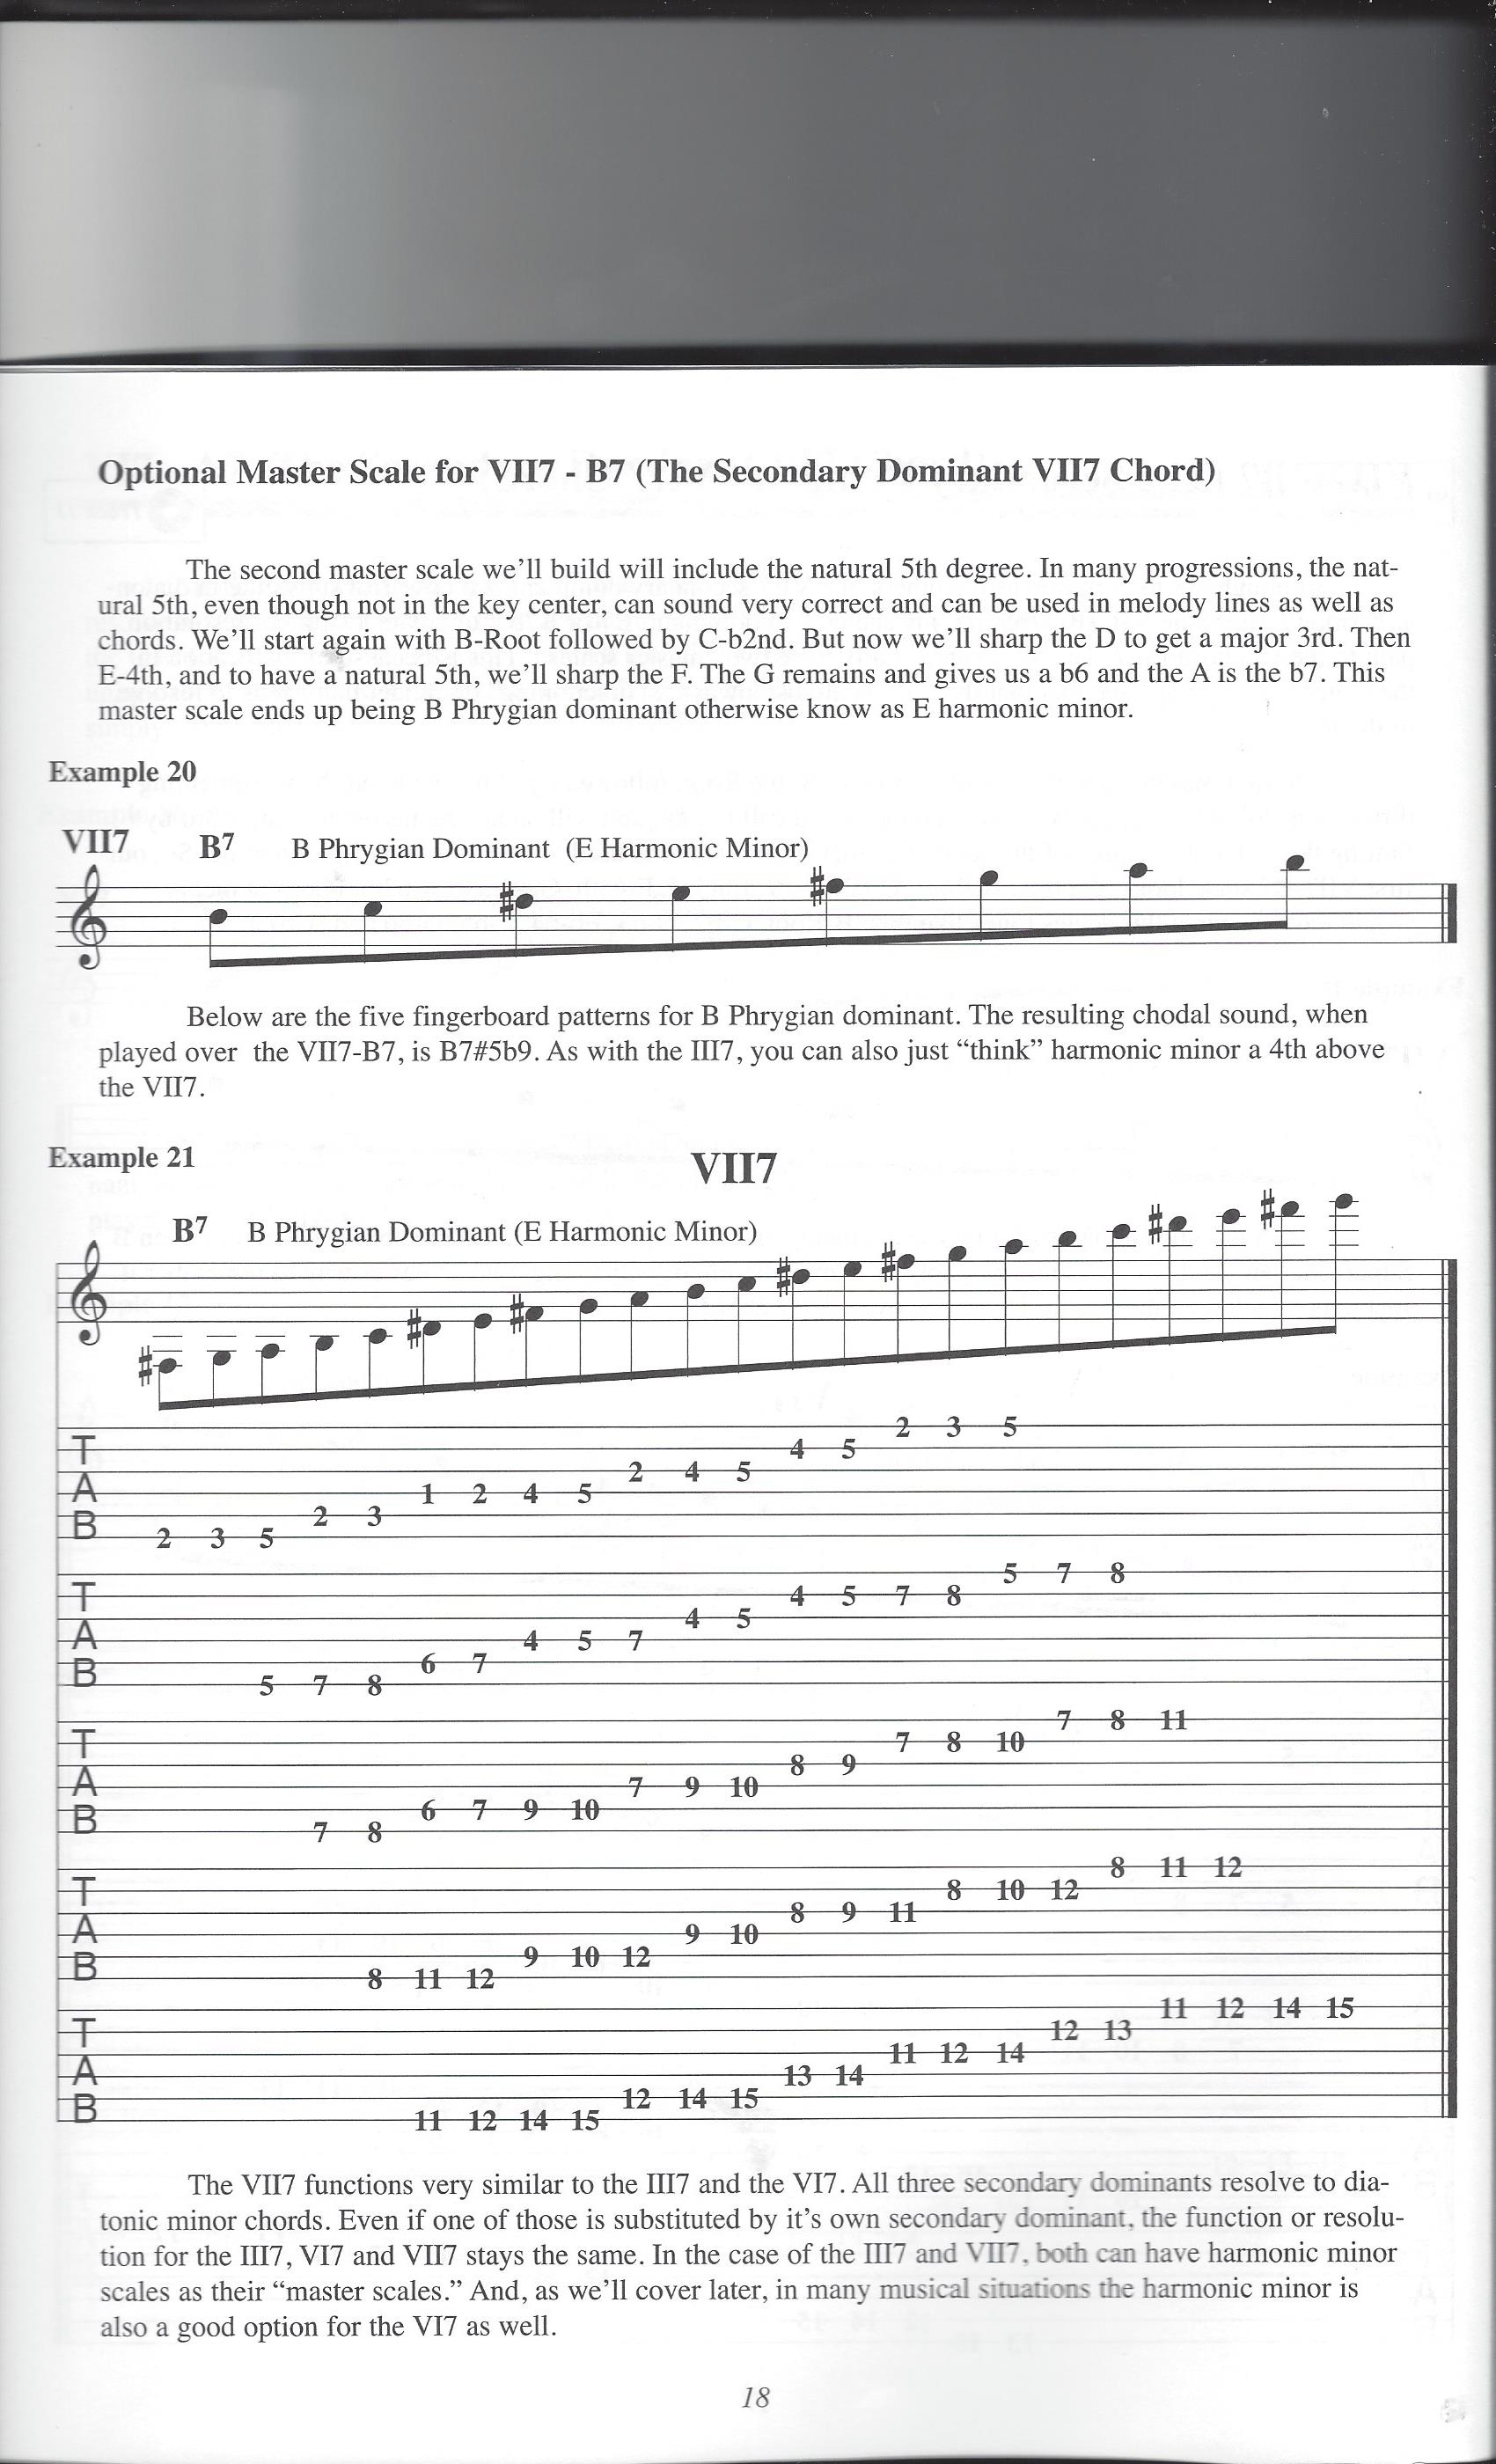 Optional Master Scale for VII7 - B7 (The Secondary Dominant VII7 Chord)
The second master scale we'll build will include the natural 5th degree. In many progressions, the nat-
ural 5th, even though not in the key center, can sound very correct and can be used in melody lines as well as
chords. We'll start again with B-Root followed by C-b2nd. But now we'll sharp the D to get a major 3rd. Then
E-4th, and to have a natural 5th, we'll sharp the F. The G remains and gives us a b6 and the A is the b7. This
master scale ends up being B Phrygian dominant otherwise know as E harmonic minor.
Example 20
VII7 B7 B Phrygian Dominant (E Harmonic Minor)
Below are the five fingerboard patterns for B Phrygian dominant. The resulting chodal sound, when
played over the VII7-B7, is B7#5b9. As with the III7, you can also just "think" harmonic minor a 4th above
the VII7.
Example 21
VII7
B7 B Phrygian Dominant (E Harmonic Minor)
2 3 5
T 4 5
2 4 5
A 1 2 4 5
B 2 3
2 3 5
5 7 8
T 4 5 7 8
4 5
A 4 5 7
B 6 7
5 7 8
7 8 11
T 7 8 10
8 9
A 7 9 10
B 6 7 9 10
7 8
8 11 12
T 8 10 12
8 9 11
A 9 10
B 9 10 12
8 11 12
11 12 14 15
T 12 13
11 12 14
A 13 14
B 12 14 15
11 12 14 15
The VII7 functions very similar to the III7 and the VI7. All three secondary dominants resolve to dia-
tonic minor chords. Even if one of those is substituted by it's own secondary dominant, the function or resolu-
tion for the III7, VI7 and VII7 stays the same. In the case of the III7 and VII7, both can have harmonic minor
scales as their "master scales." And, as we'll cover later, in many musical situations the harmonic minor is
also a good option for the VI7 as well.
18